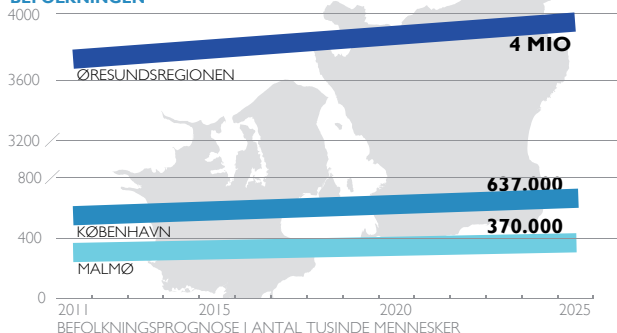 BEFOLKNINGEN
4000
4 MIO
ØRESUNDSREGIONEN
3600
3200
800
637.000
KØBENHAVN
370.000
400
MALMØ
0
2011 2015 2020 2025
BEFOLKNINGSPROGNOSE I ANTAL TUSINDE MENNESKER